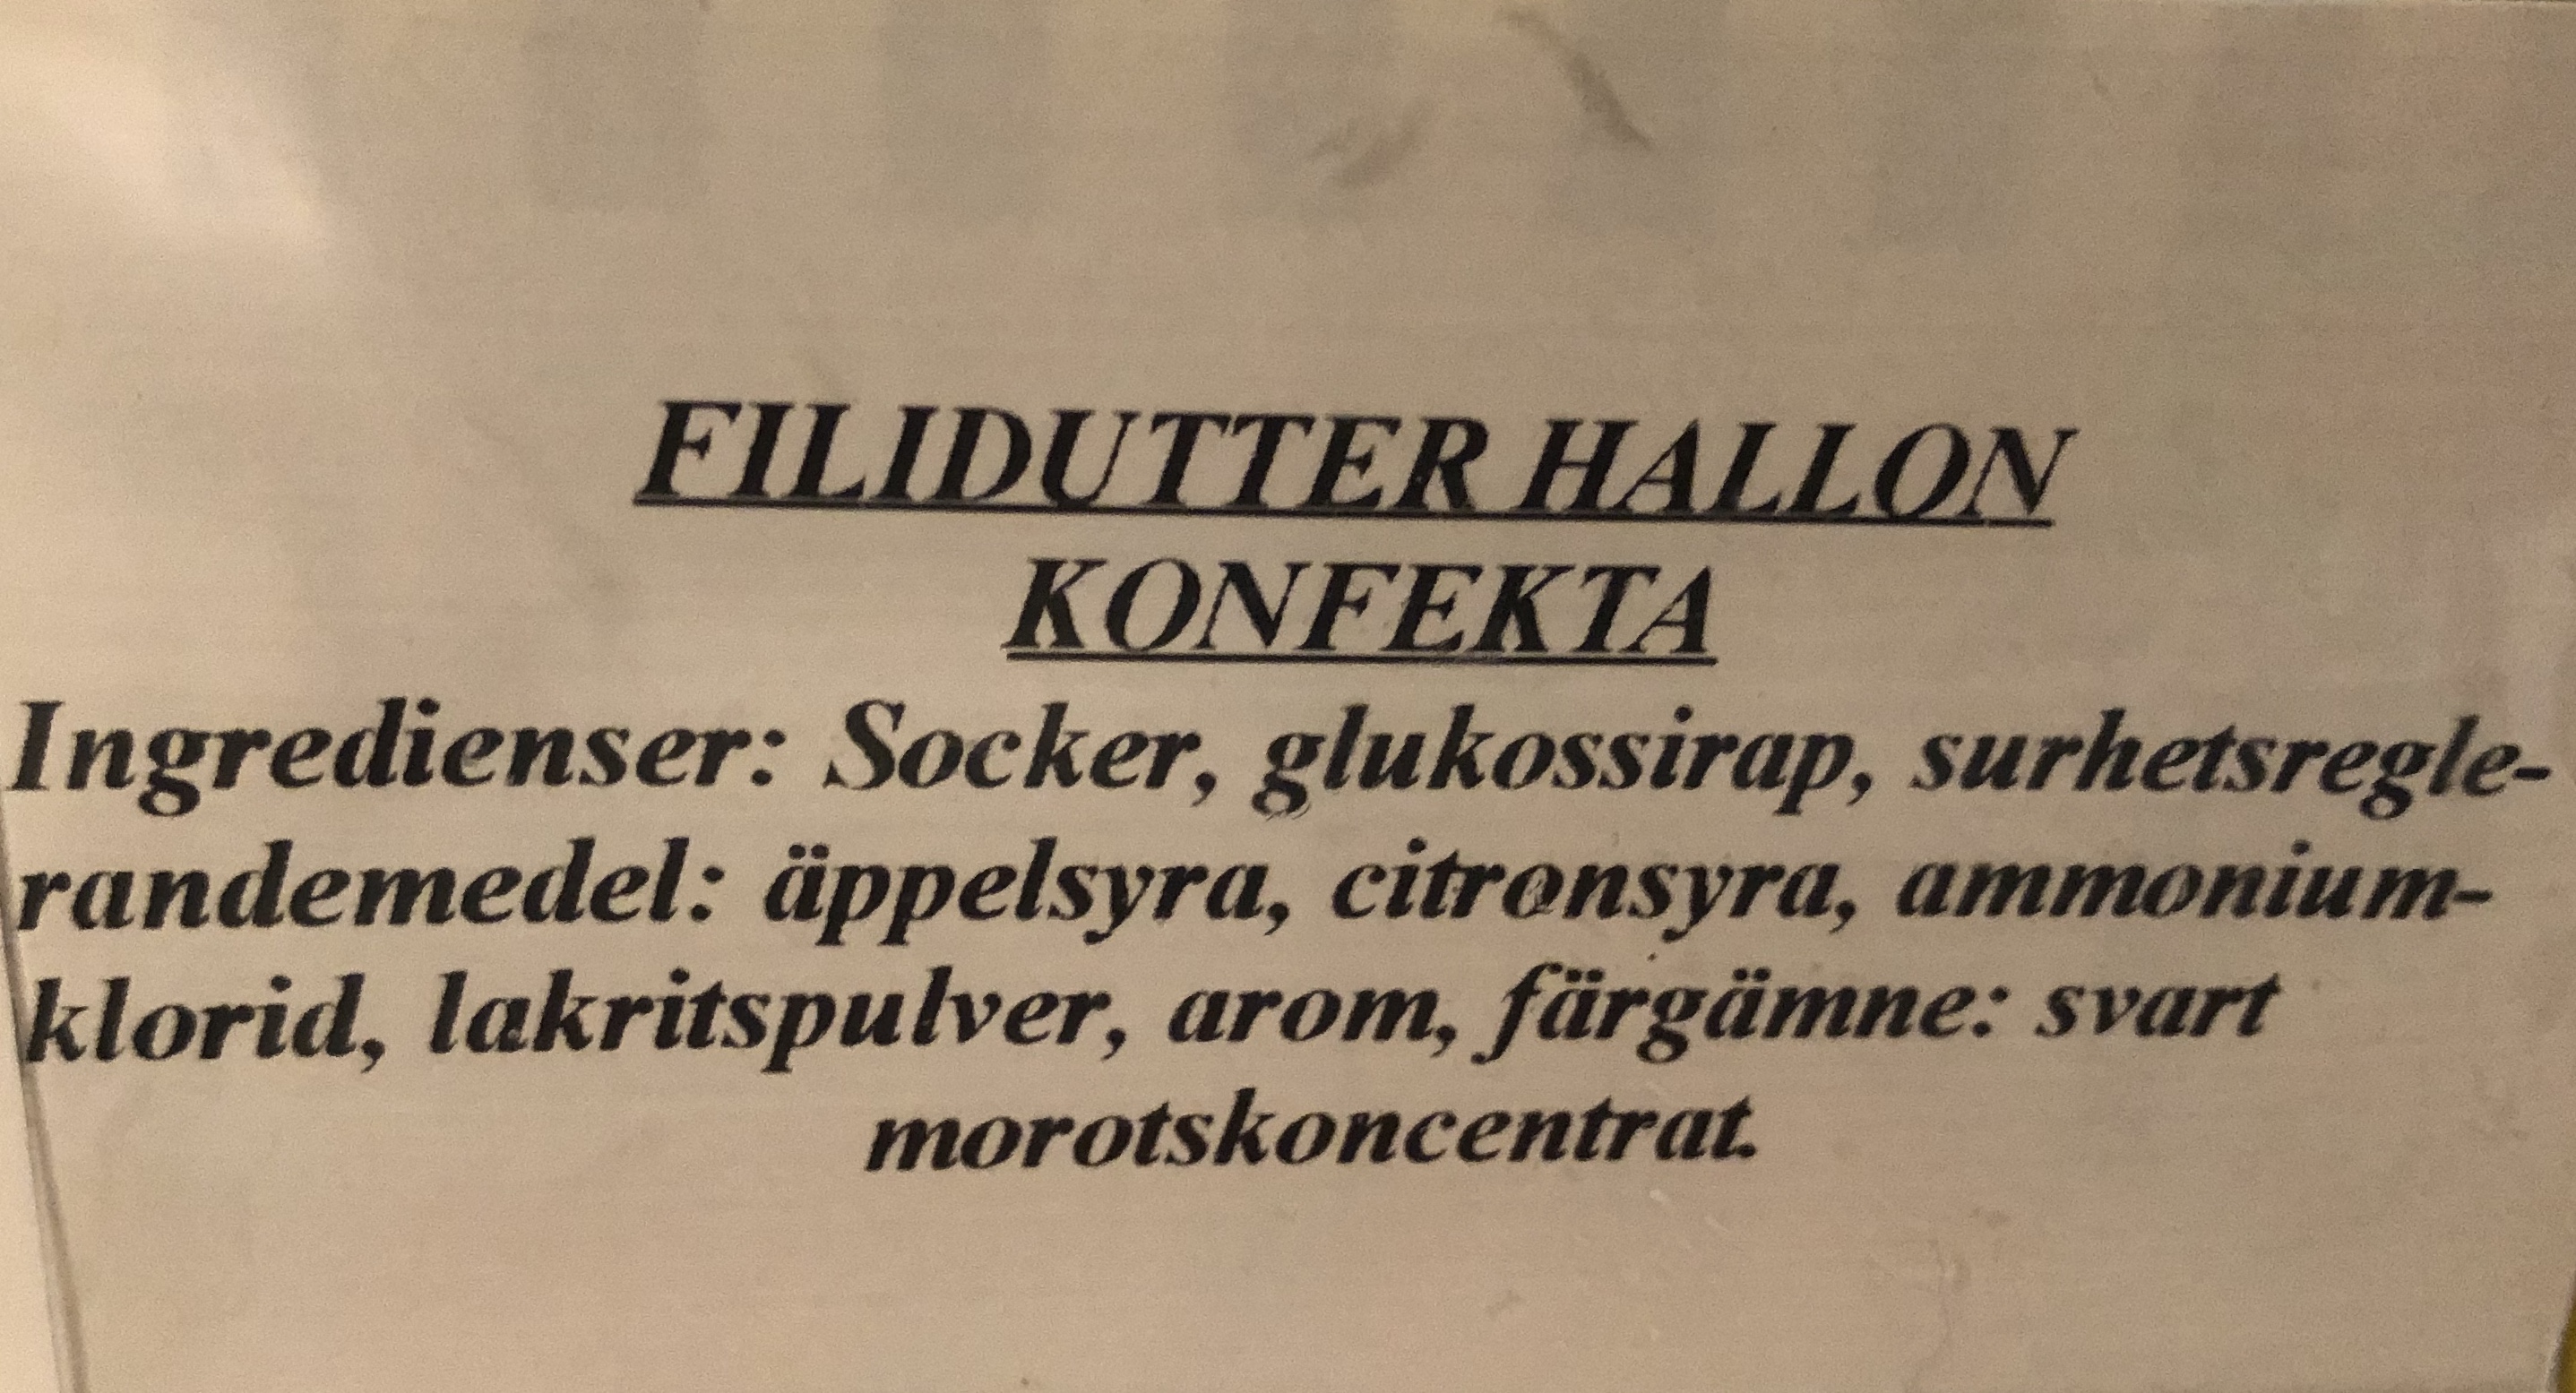 FILIDUTTER HALLON
KONFEKTA
Ingredienser: Socker, glukossirap, surhetsregle-
randemedel: äppelsyra, citronsyra, ammonium-
klorid, lakritspulver, arom, färgämne: svart
morotskoncentrat.